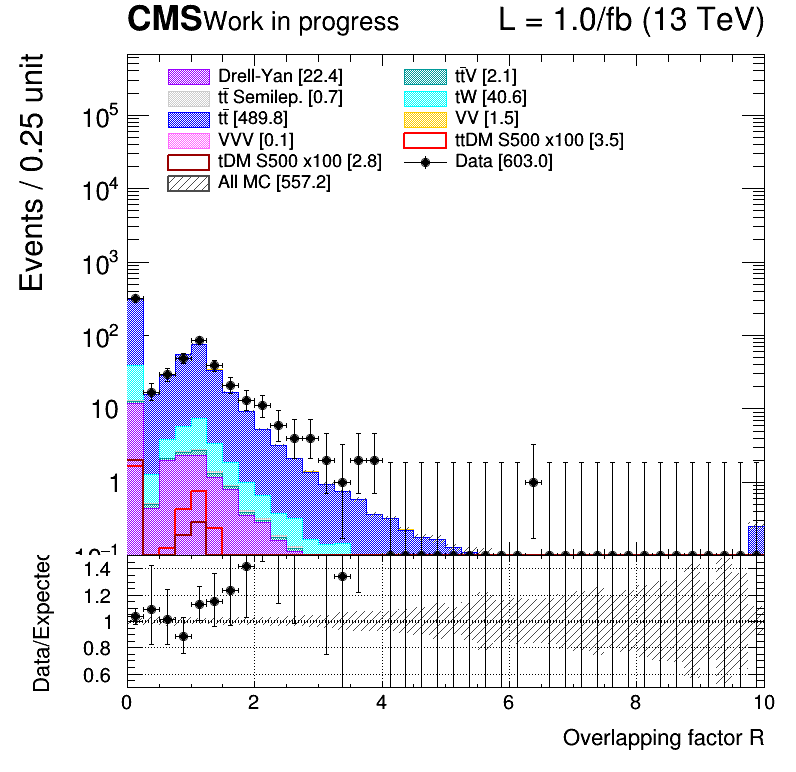 CMS Work in progress L = 1.0/fb (13 TeV)
Events / 0.25 unit
Drell-Yan [22.4] tt̄V [2.1]
tt̄ Semilep. [0.7] tW [40.6]
tt̄ [489.8] VV [1.5]
VVV [0.1] ttDM S500 x100 [3.5]
tDM S500 x100 [2.8] Data [603.0]
All MC [557.2]
10⁵
10⁴
10³
10²
10
1
10⁻¹
Data/Expected
1.4
1.2
1
0.8
0.6
0 2 4 6 8 10
Overlapping factor R